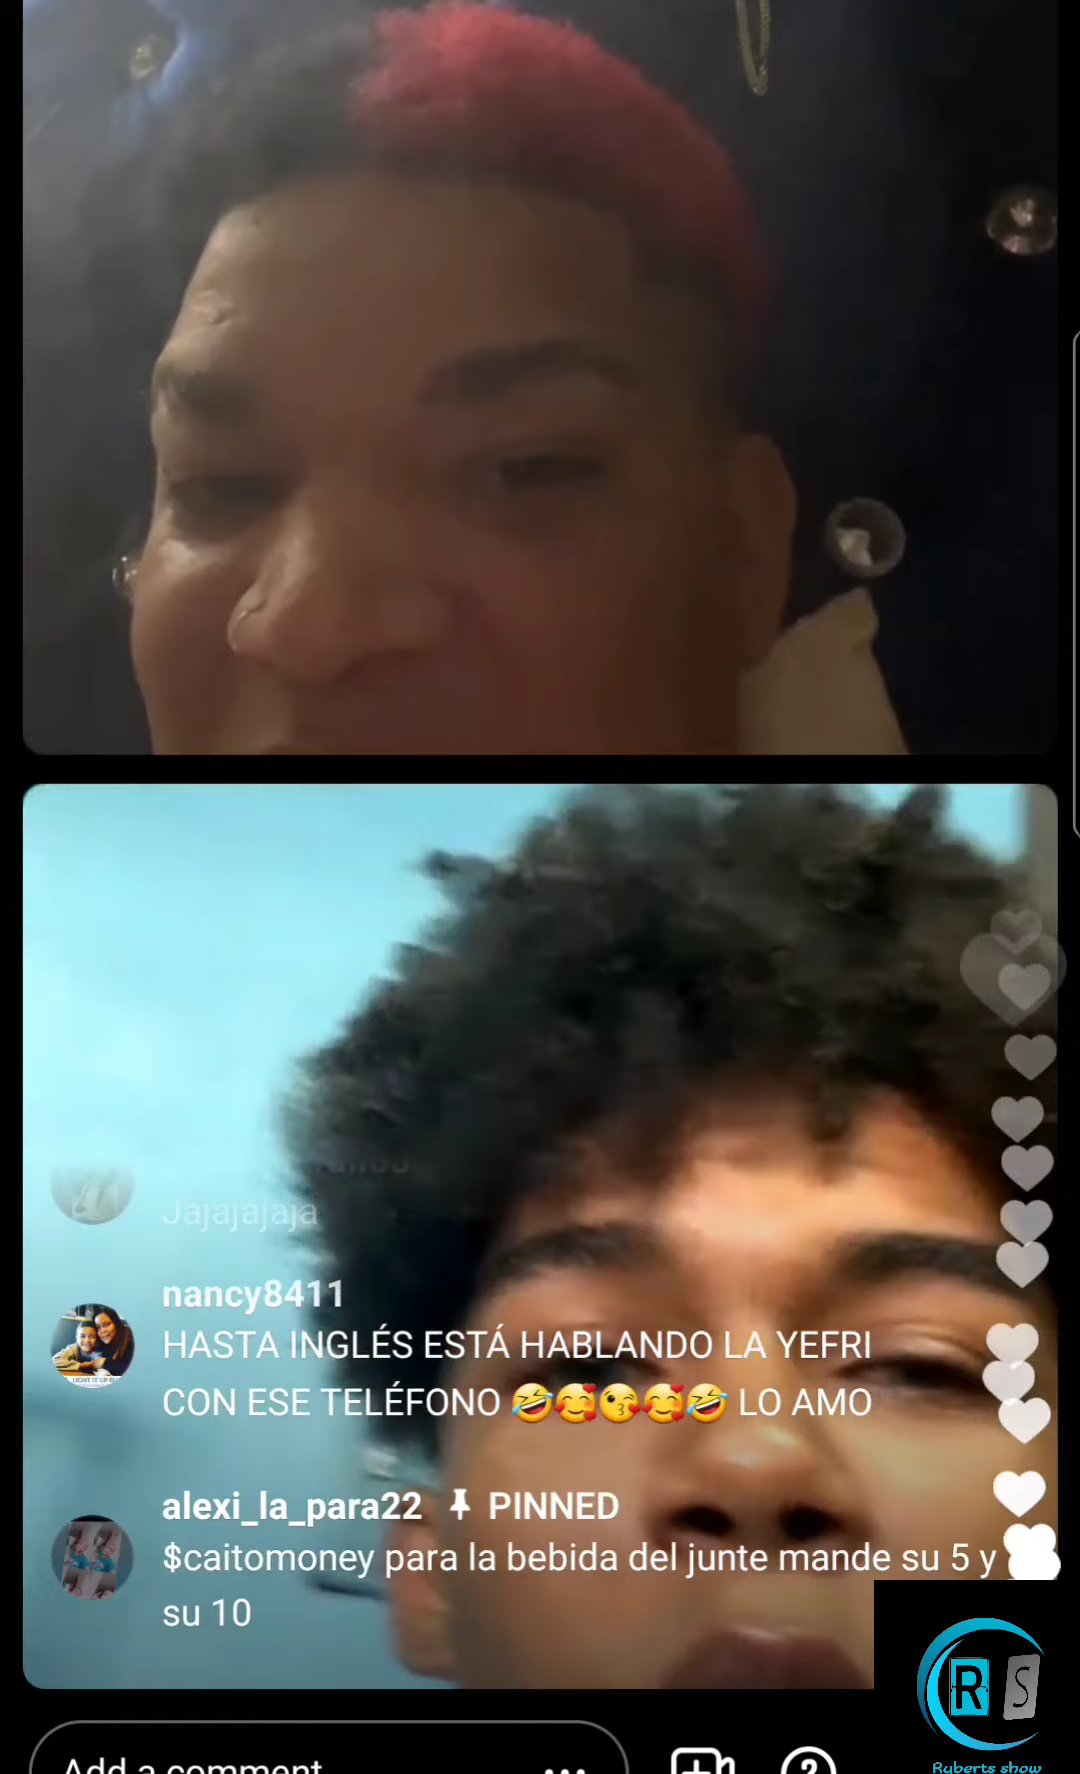 Jajajajaja
nancy8411
HASTA INGLÉS ESTÁ HABLANDO LA YEFRI
CON ESE TELÉFONO 🤣🥰😘🥰🤣 LO AMO
alexi_la_para22 📌 PINNED
$caitomoney para la bebida del junte mande su 5 y
su 10
R S
Add a comment
...
Ryberts show